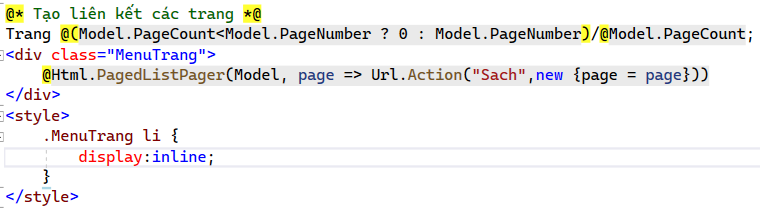 @* Tạo liên kết các trang *@
Trang @(Model.PageCount<Model.PageNumber ? 0 : Model.PageNumber)/@Model.PageCount;
<div class="MenuTrang">
    @Html.PagedListPager(Model, page => Url.Action("Sach",new {page = page}))
</div>
<style>
    .MenuTrang li {
        display:inline;
    }
</style>